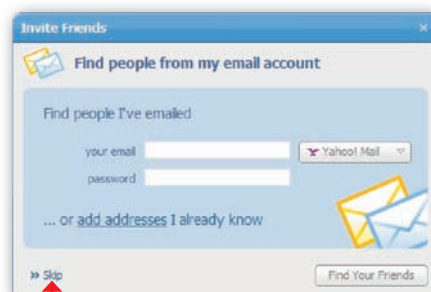 Invite Friends
Find people from my email account
Find people I've emailed
your email
Yahoo! Mail
password
... or add addresses I already know
» Skip
Find Your Friends